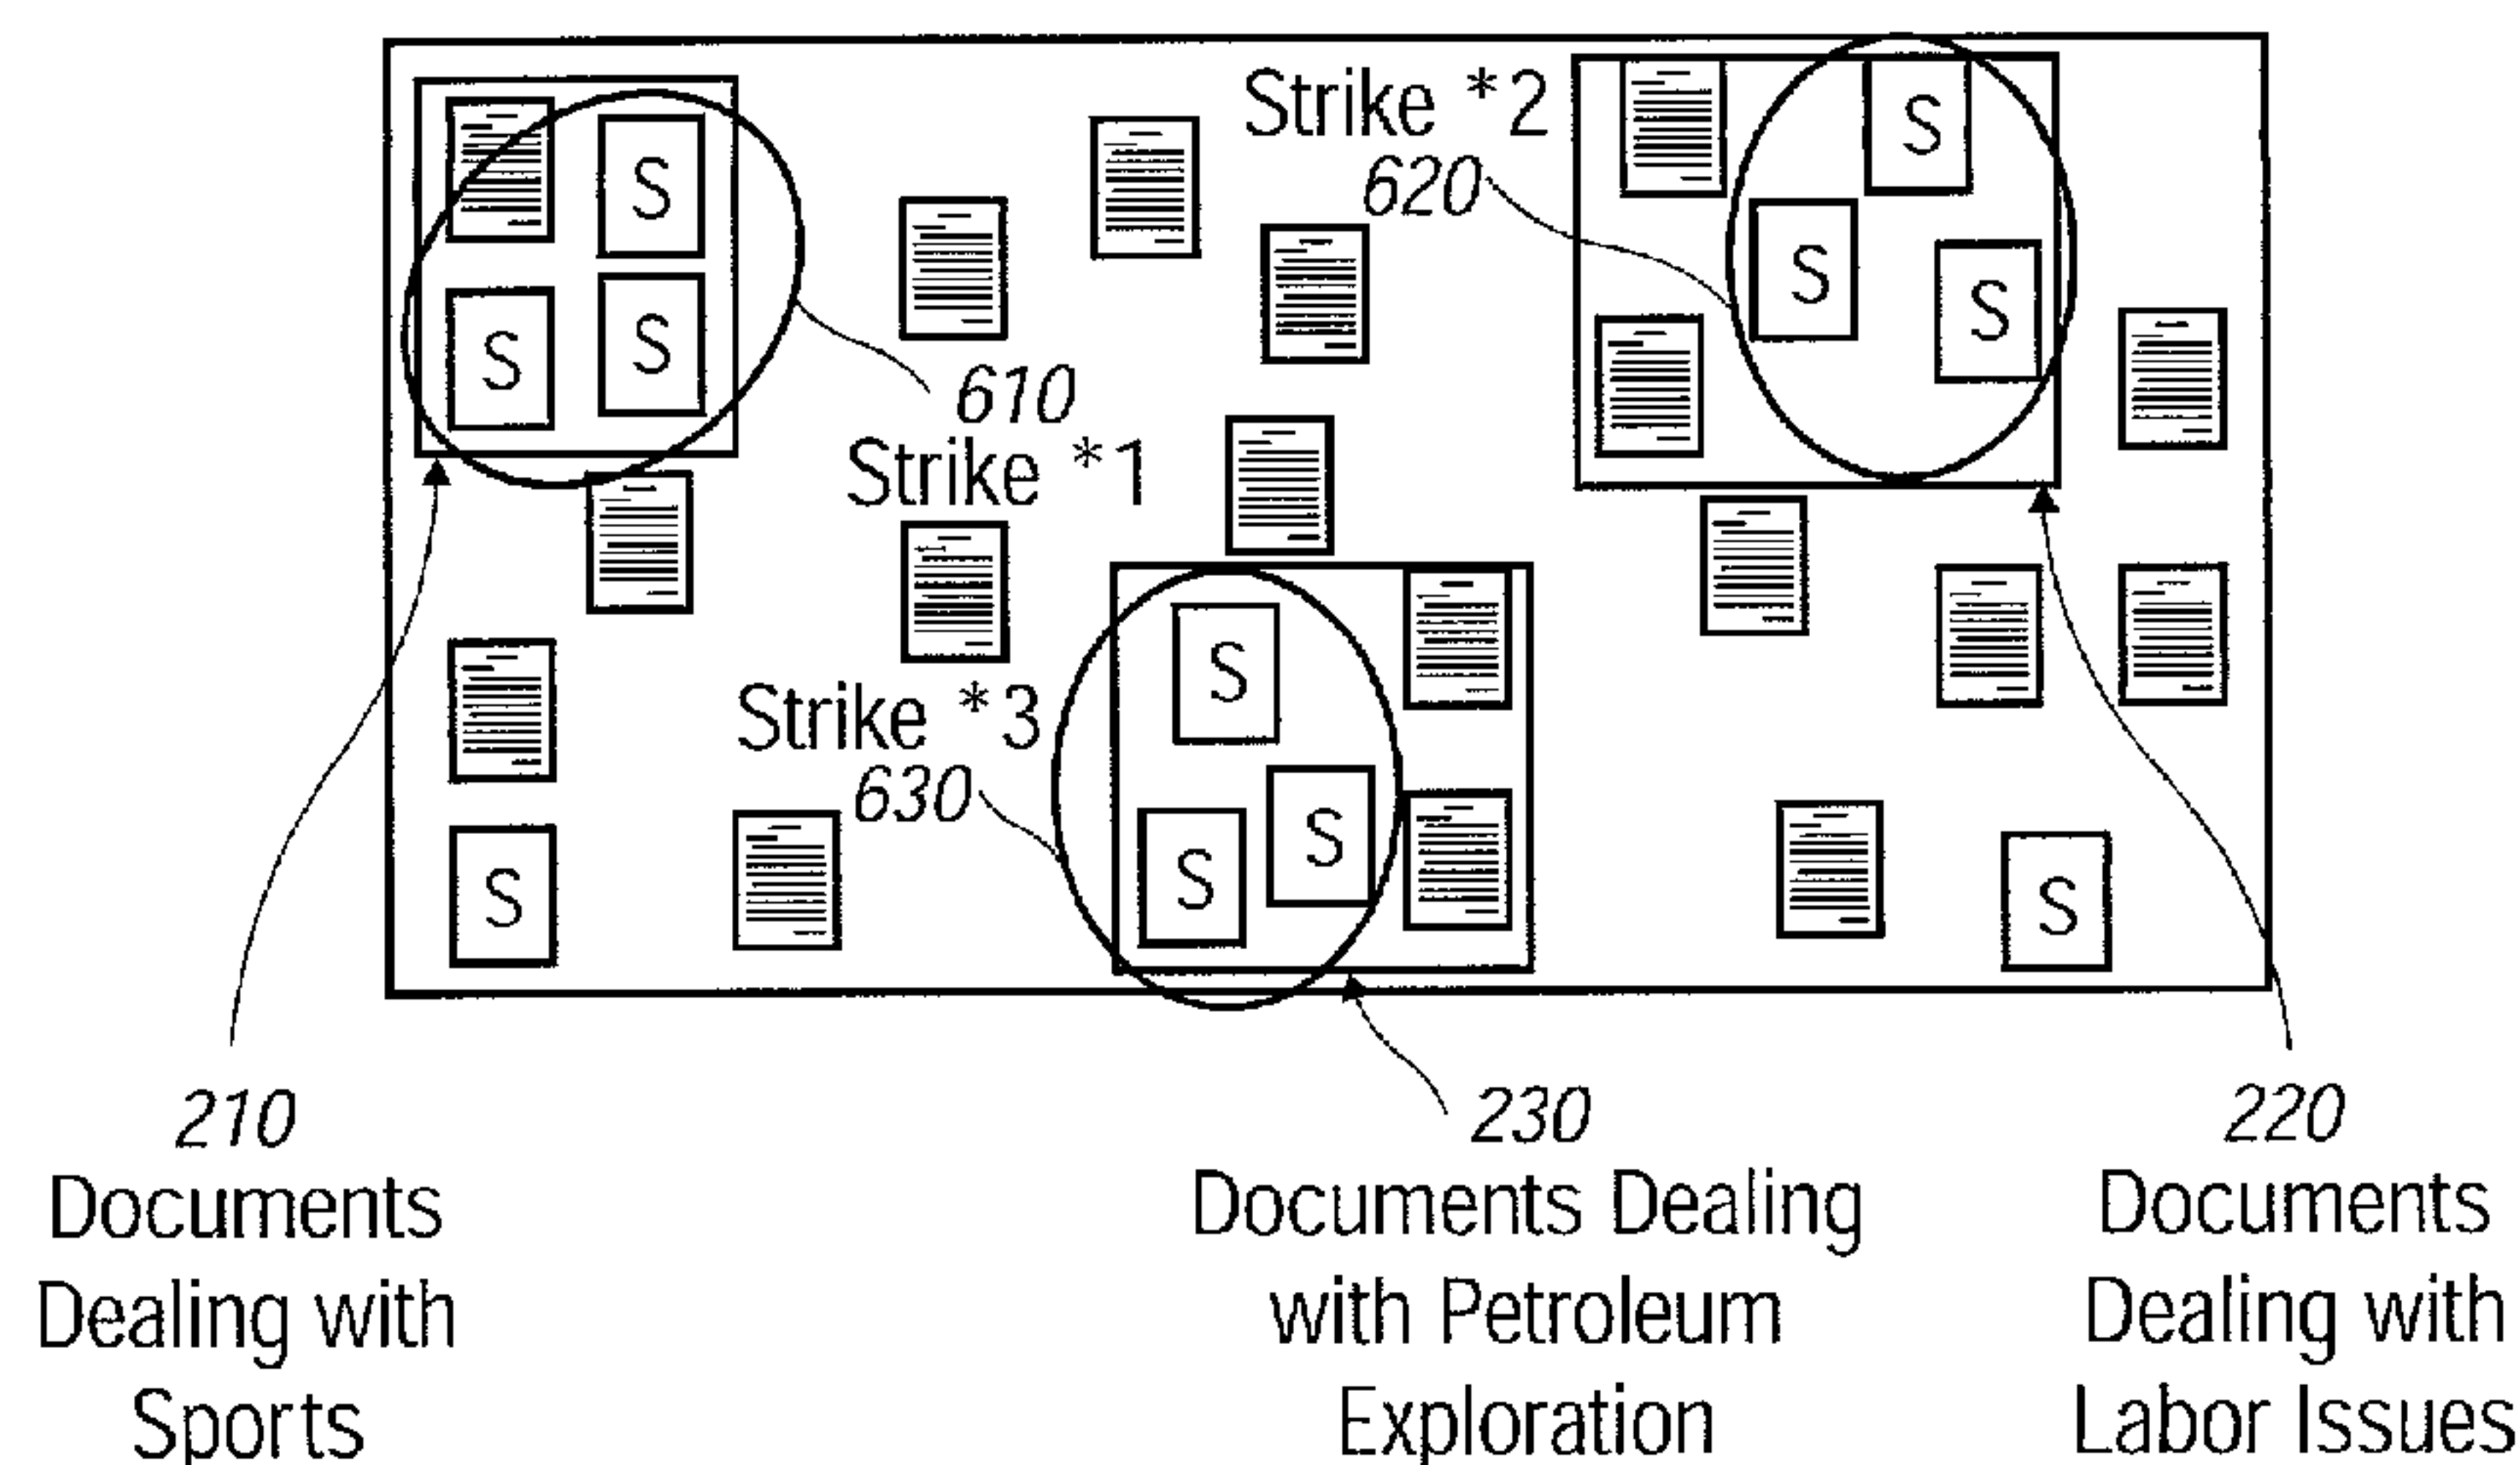 Strike *2
620
S
S
S
S
S
S
610
Strike *1
Strike *3
630
S
S
S
S
S
210
Documents
Dealing with
Sports
230
Documents Dealing
with Petroleum
Exploration
220
Documents
Dealing with
Labor Issues